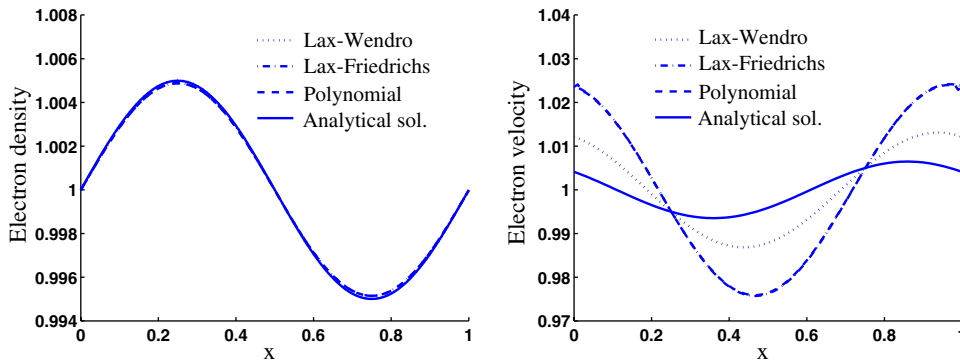 1.008
1.006
1.004
1.002
1
0.998
0.996
0.994
0
0.2
0.4
0.6
0.8
1
x
Electron density
Lax-Wendro
Lax-Friedrichs
Polynomial
Analytical sol.
1.04
1.03
1.02
1.01
1
0.99
0.98
0.97
0
0.2
0.4
0.6
0.8
1
x
Electron velocity
Lax-Wendro
Lax-Friedrichs
Polynomial
Analytical sol.